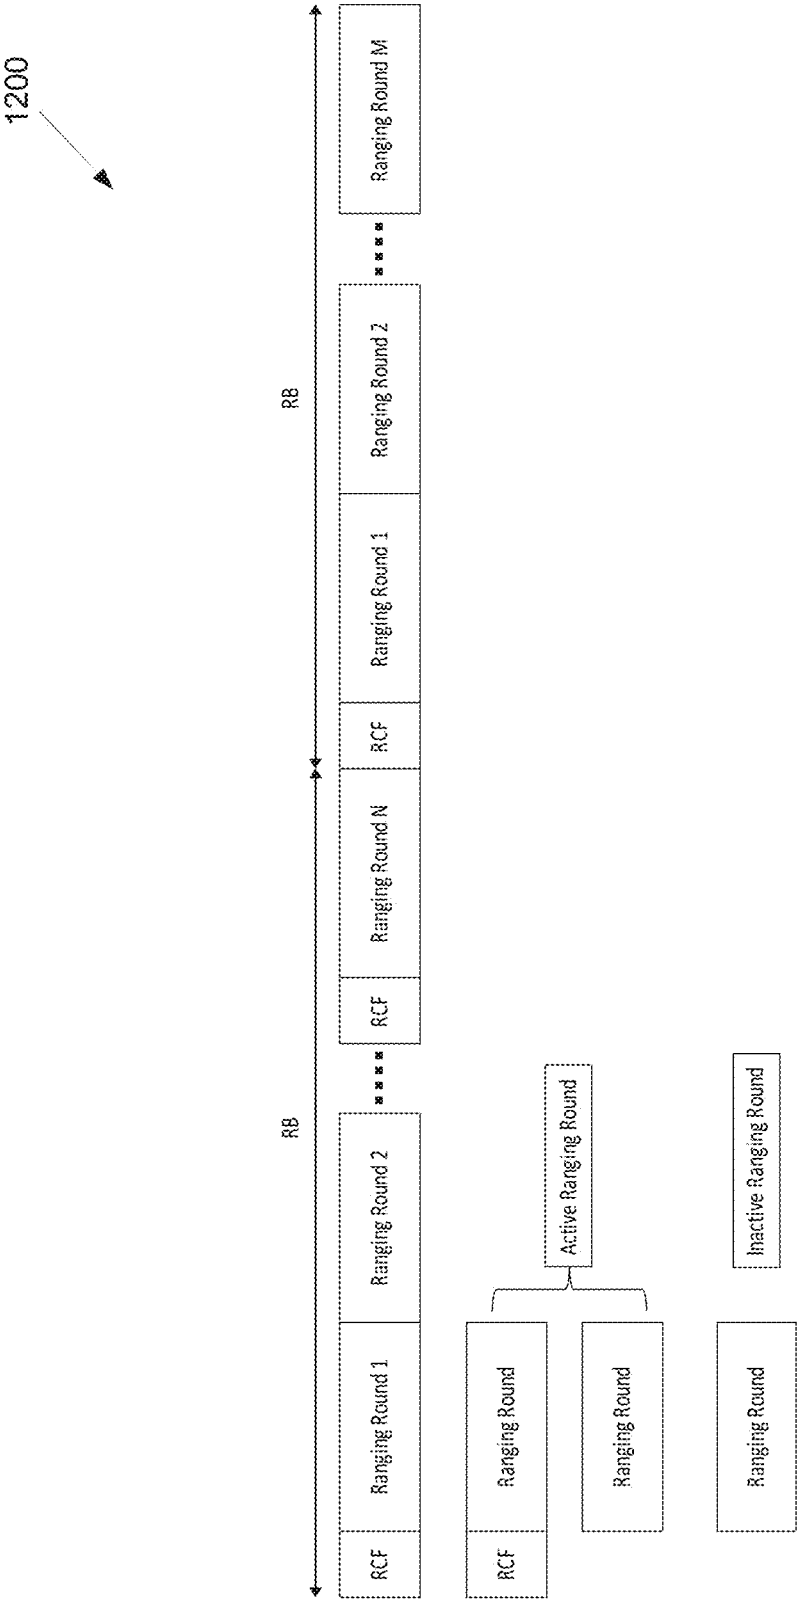 1200
RB
RB
RCF
Ranging Round 1
Ranging Round 2
RCF
Ranging Round N
RCF
Ranging Round 1
Ranging Round 2
Ranging Round M
RCF
Ranging Round
Ranging Round
Active Ranging Round
Ranging Round
Inactive Ranging Round